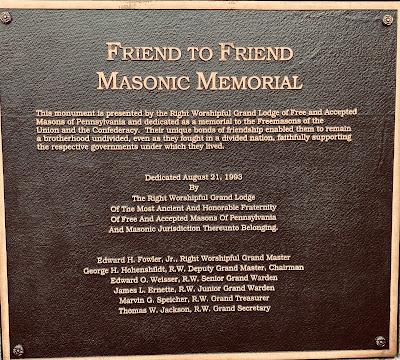 FRIEND TO FRIEND
MASONIC MEMORIAL
This monument is presented by the Right Worshipful Grand Lodge of Free and Accepted
Masons of Pennsylvania and dedicated as a memorial to the Freemasons of the
Union and the Confederacy. Their unique bonds of friendship enabled them to remain
a brotherhood undivided, even as they fought in a divided nation, faithfully supporting
the respective governments under which they lived.
Dedicated August 21, 1993
By
The Right Worshipful Grand Lodge
Of The Most Ancient And Honorable Fraternity
Of Free And Accepted Masons Of Pennsylvania
And Masonic Jurisdiction Thereunto Belonging.
Edward H. Fowler, Jr., Right Worshipful Grand Master
George H. Hohenshildt, R.W. Deputy Grand Master, Chairman
Edward O. Weisser, R.W. Senior Grand Warden
James L. Ernette, R.W. Junior Grand Warden
Marvin G. Speicher, R.W. Grand Treasurer
Thomas W. Jackson, R.W. Grand Secretary